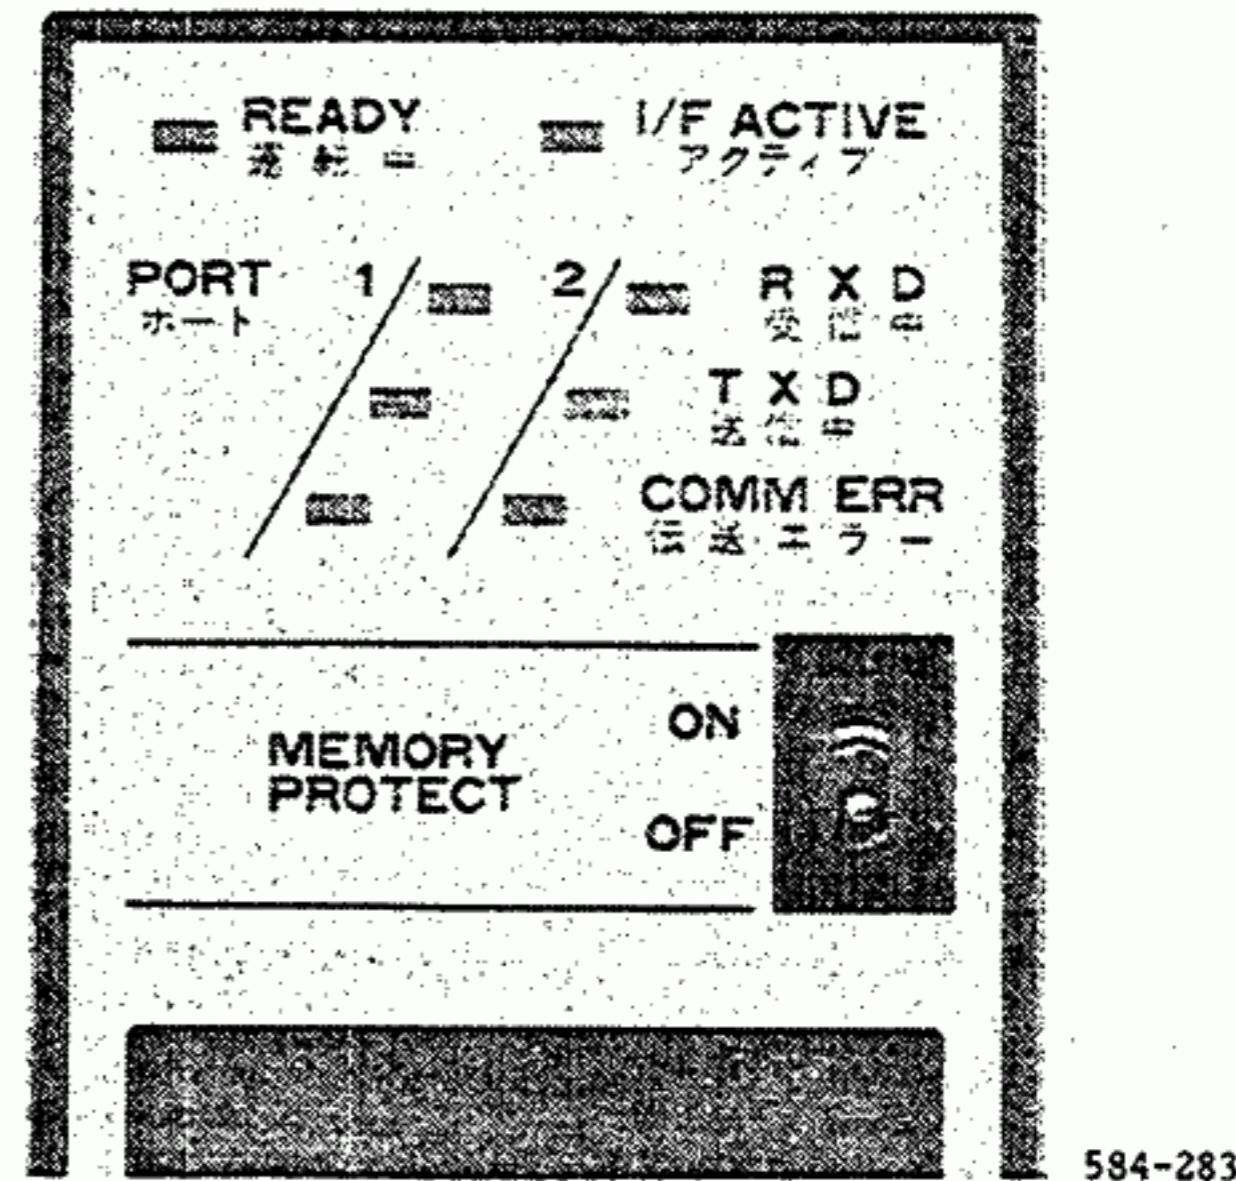 READY
運転中
I/F ACTIVE
アクティブ
PORT 1 2 R X D
ポート 受信中
T X D
送信中
COMM ERR
伝送エラー
ON
MEMORY
PROTECT
OFF
584-283